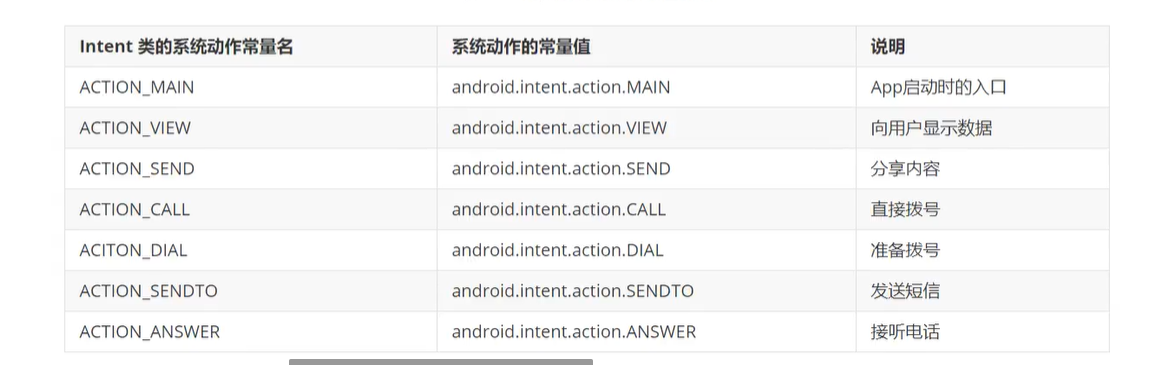 Intent 类的系统动作常量名 系统动作的常量值 说明
ACTION_MAIN android.intent.action.MAIN App启动时的入口
ACTION_VIEW android.intent.action.VIEW 向用户显示数据
ACTION_SEND android.intent.action.SEND 分享内容
ACTION_CALL android.intent.action.CALL 直接拨号
ACITON_DIAL android.intent.action.DIAL 准备拨号
ACTION_SENDTO android.intent.action.SENDTO 发送短信
ACTION_ANSWER android.intent.action.ANSWER 接听电话